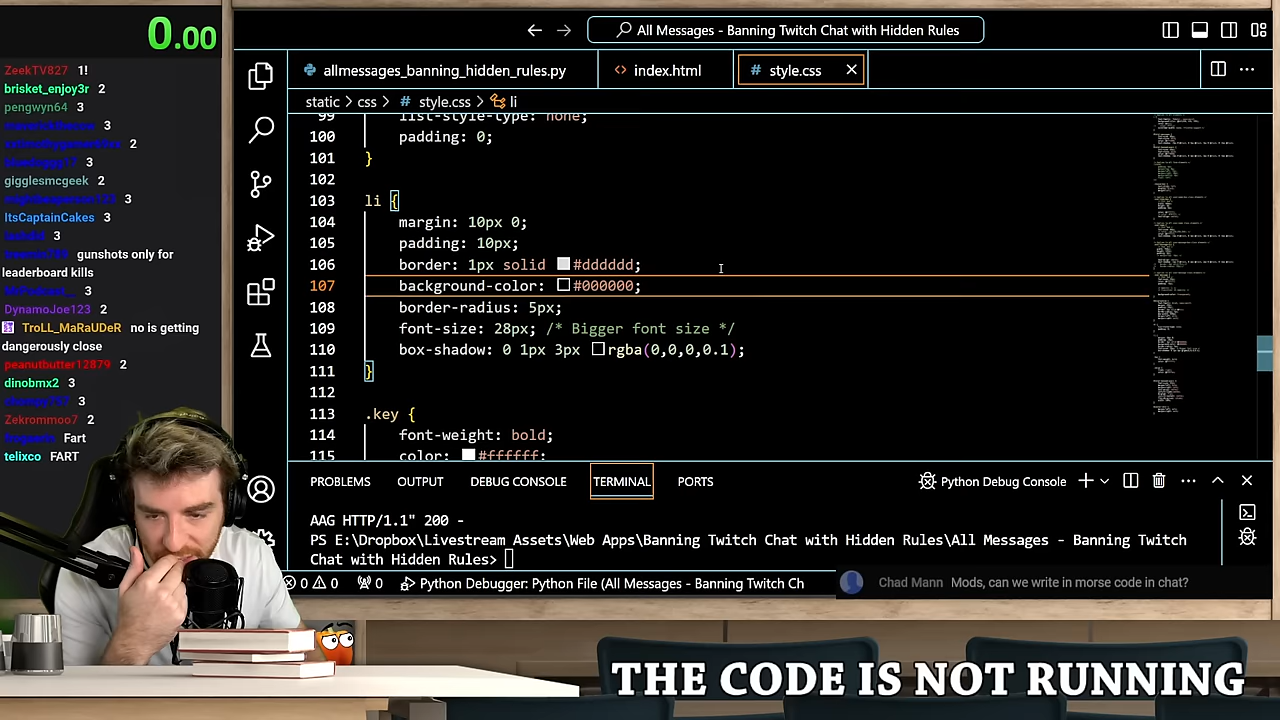 0.00
All Messages - Banning Twitch Chat with Hidden Rules
allmessages_banning_hidden_rules.py
index.html
# style.css
static > css > # style.css > li
ZeekTV827 1!
brisket_enjoy3r 2
pengwyn64 3
3
2
3
gigglesmcgeek 2
3
ItsCaptainCakes 3
3
gunshots only for
leaderboard kills
3
DynamoJoe123 2
TroLL_MaRaUDeR no is getting
dangerously close
peanutbutter12879 2
dinobmx2 3
3
Zekrommoo7 2
Fart
telixco FART
99 list-style-type: none;
100 padding: 0;
101 }
102
103 li {
104 margin: 10px 0;
105 padding: 10px;
106 border: 1px solid #dddddd;
107 background-color: #000000;
108 border-radius: 5px;
109 font-size: 28px; /* Bigger font size */
110 box-shadow: 0 1px 3px rgba(0,0,0,0.1);
111 }
112
113 .key {
114 font-weight: bold;
115 color: #ffffff;
PROBLEMS OUTPUT DEBUG CONSOLE TERMINAL PORTS
Python Debug Console
AAG HTTP/1.1" 200 -
PS E:\Dropbox\Livestream Assets\Web Apps\Banning Twitch Chat with Hidden Rules\All Messages - Banning Twitch
Chat with Hidden Rules>
0 0 0 Python Debugger: Python File (All Messages - Banning Twitch Ch
Chad Mann Mods, can we write in morse code in chat?
THE CODE IS NOT RUNNING